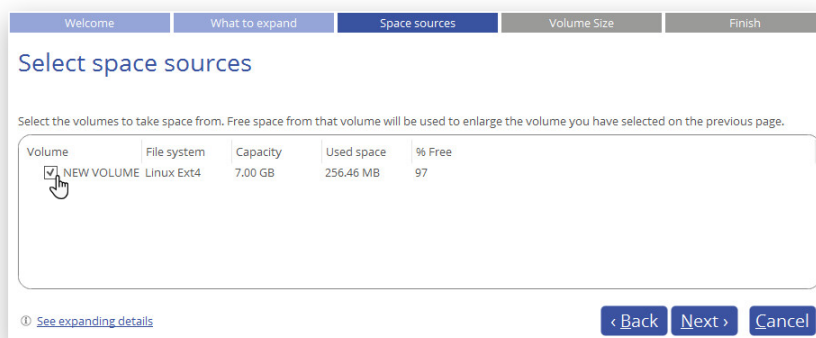 Welcome What to expand Space sources Volume Size Finish
Select space sources
Select the volumes to take space from. Free space from that volume will be used to enlarge the volume you have selected on the previous page.
Volume File system Capacity Used space % Free
NEW VOLUME Linux Ext4 7.00 GB 256.46 MB 97
See expanding details ‹ Back Next › Cancel